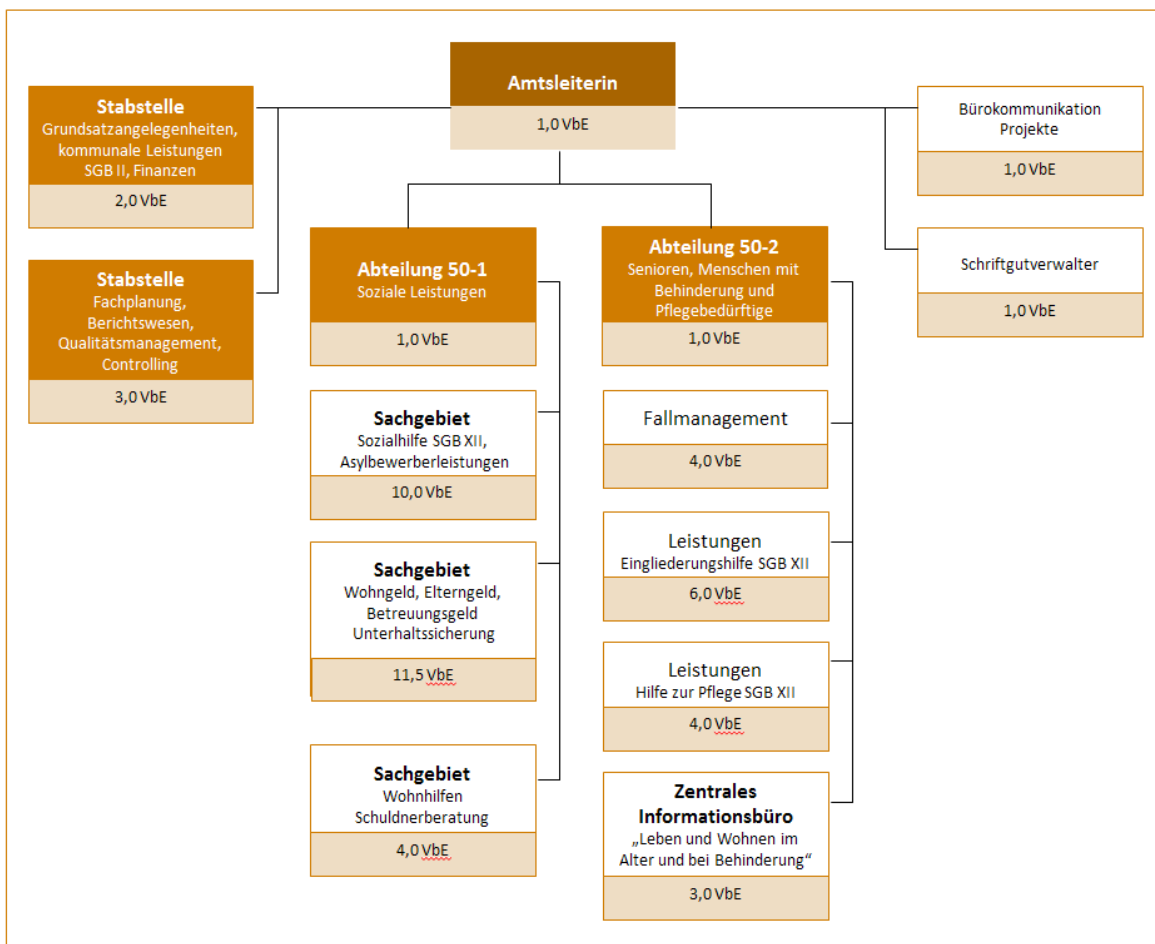 Amtsleiterin
1,0 VbE
Stabstelle
Grundsatzangelegenheiten,
kommunale Leistungen
SGB II, Finanzen
2,0 VbE
Stabstelle
Fachplanung,
Berichtswesen,
Qualitätsmanagement,
Controlling
3,0 VbE
Bürokommunikation
Projekte
1,0 VbE
Schriftgutverwalter
1,0 VbE
Abteilung 50-1
Soziale Leistungen
1,0 VbE
Sachgebiet
Sozialhilfe SGB XII,
Asylbewerberleistungen
10,0 VbE
Sachgebiet
Wohngeld, Elterngeld,
Betreuungsgeld
Unterhaltssicherung
11,5 VbE
Sachgebiet
Wohnhilfen
Schuldnerberatung
4,0 VbE
Abteilung 50-2
Senioren, Menschen mit
Behinderung und
Pflegebedürftige
1,0 VbE
Fallmanagement
4,0 VbE
Leistungen
Eingliederungshilfe SGB XII
6,0 VbE
Leistungen
Hilfe zur Pflege SGB XII
4,0 VbE
Zentrales
Informationsbüro
„Leben und Wohnen im
Alter und bei Behinderung“
3,0 VbE